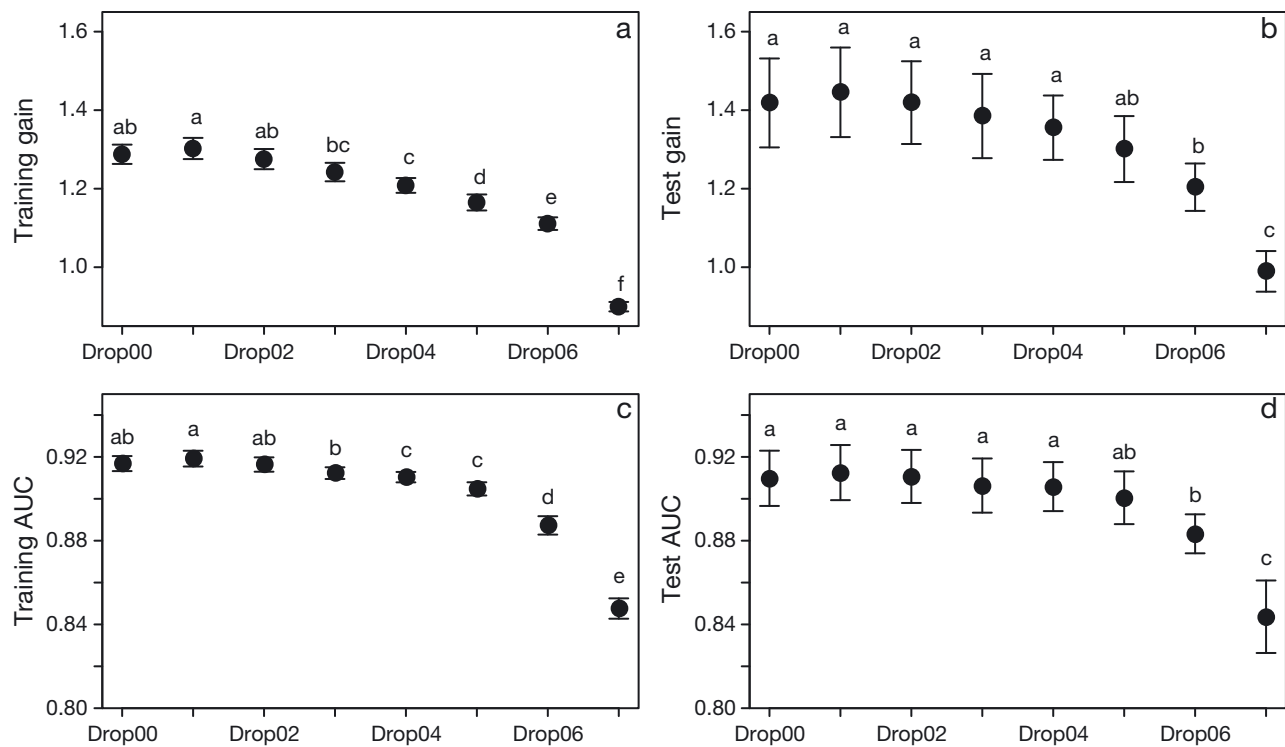 a
Training gain
1.6
1.4
1.2
1.0
ab
a
ab
bc
c
d
e
f
Drop00
Drop02
Drop04
Drop06
b
Test gain
1.6
1.4
1.2
1.0
a
a
a
a
a
ab
b
c
Drop00
Drop02
Drop04
Drop06
c
Training AUC
0.92
0.88
0.84
0.80
ab
a
ab
b
c
c
d
e
Drop00
Drop02
Drop04
Drop06
d
Test AUC
0.92
0.88
0.84
0.80
a
a
a
a
a
ab
b
c
Drop00
Drop02
Drop04
Drop06